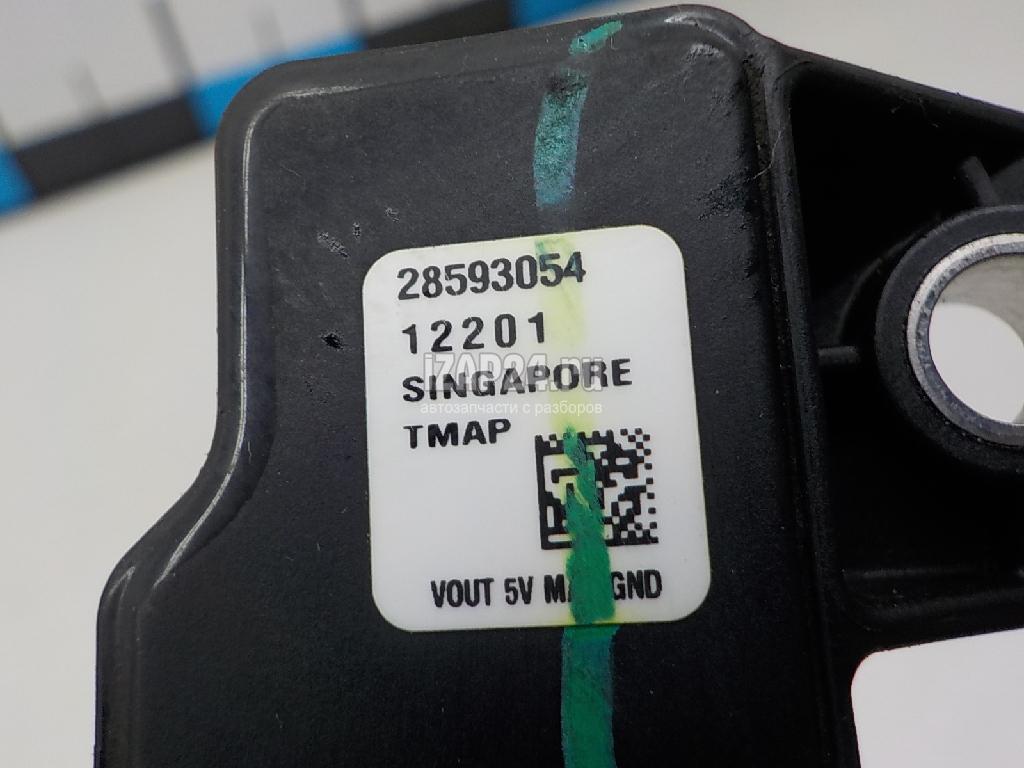 28593054
12201
iZAP24.ru
SINGAPORE
автозапчасти с разборов
TMAP
VOUT 5V GND